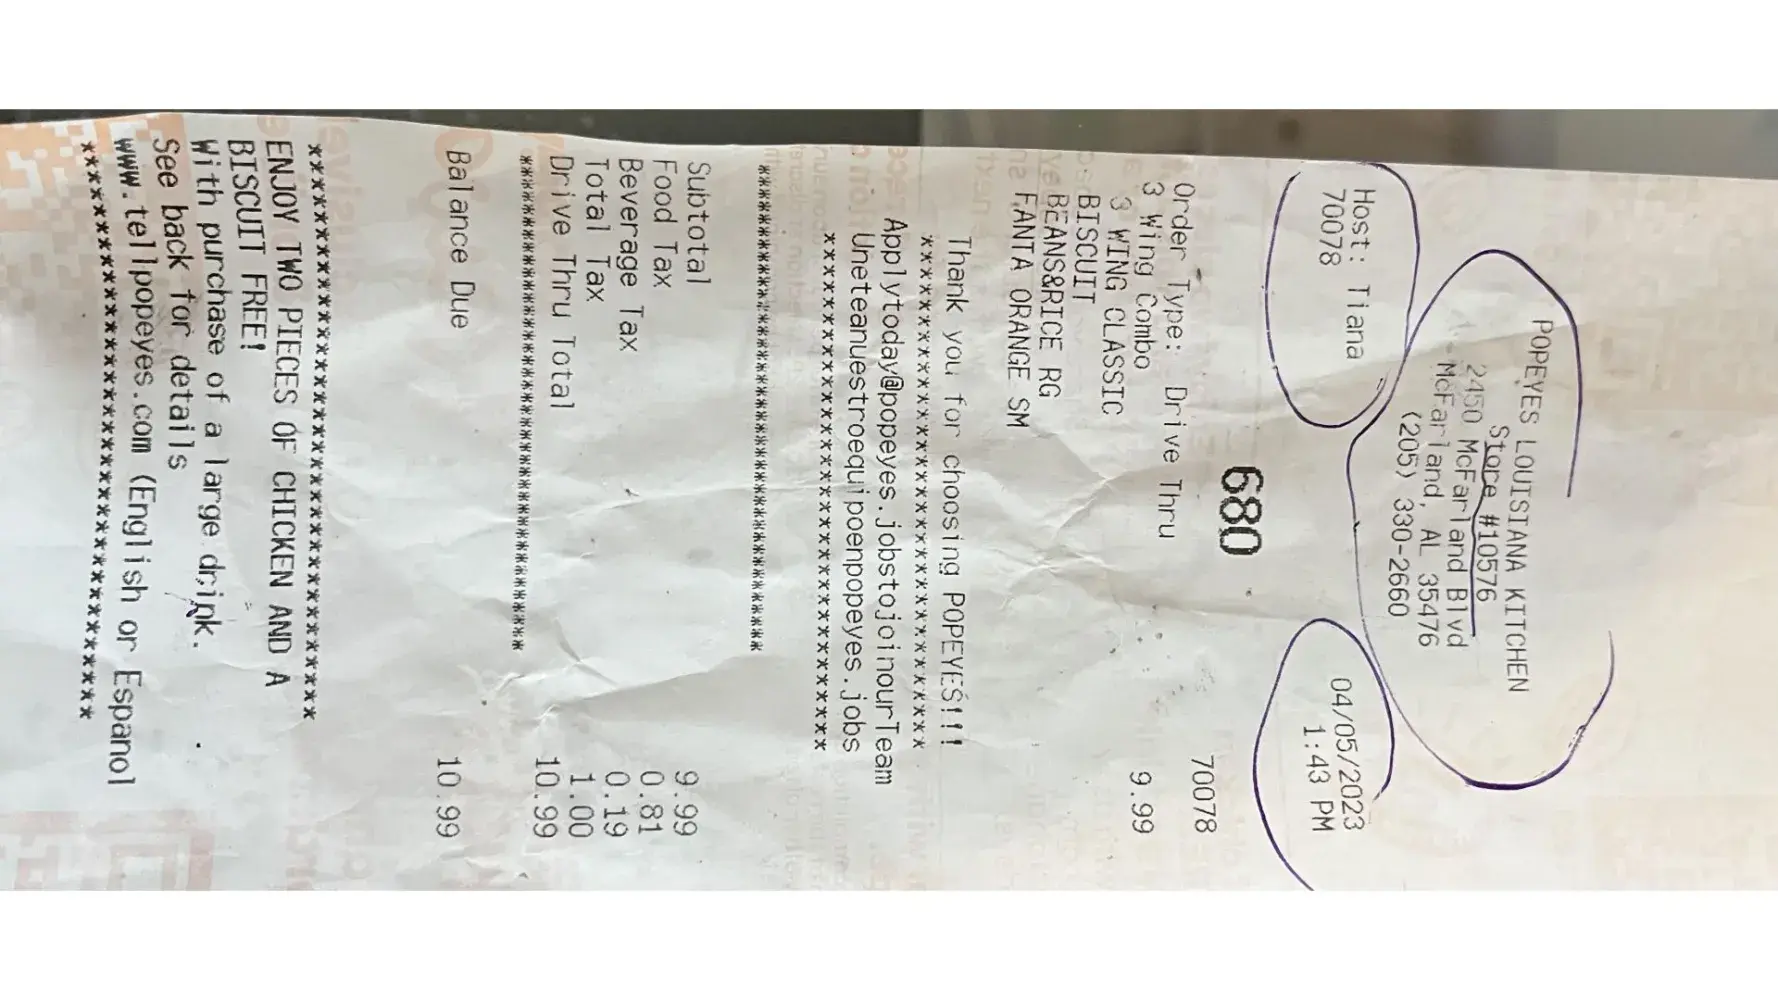 POPEYES LOUISIANA KITCHEN
Store #10576
2450 McFarland Blvd
McFarland, AL 35476
(205) 330-2660
Host: Tiana 04/05/2023
70078 1:43 PM
680
Order Type: Drive Thru 70078
3 Wing Combo 9.99
3 WING CLASSIC
BISCUIT
BEANS&RICE RG
FANTA ORANGE SM
Thank you for choosing POPEYES!!!
*********************************
Applytoday@popeyes.jobstojoinourTeam
Uneteanuestroequipoenpopeyes.jobs
*********************************
******************************************
Subtotal 9.99
Food Tax 0.81
Beverage Tax 0.19
Total Tax 1.00
Drive Thru Total 10.99
******************************************
Balance Due 10.99
************************************
ENJOY TWO PIECES OF CHICKEN AND A
BISCUIT FREE!
With purchase of a large drink.
See back for details
www.tellpopeyes.com (English or Espanol
************************************